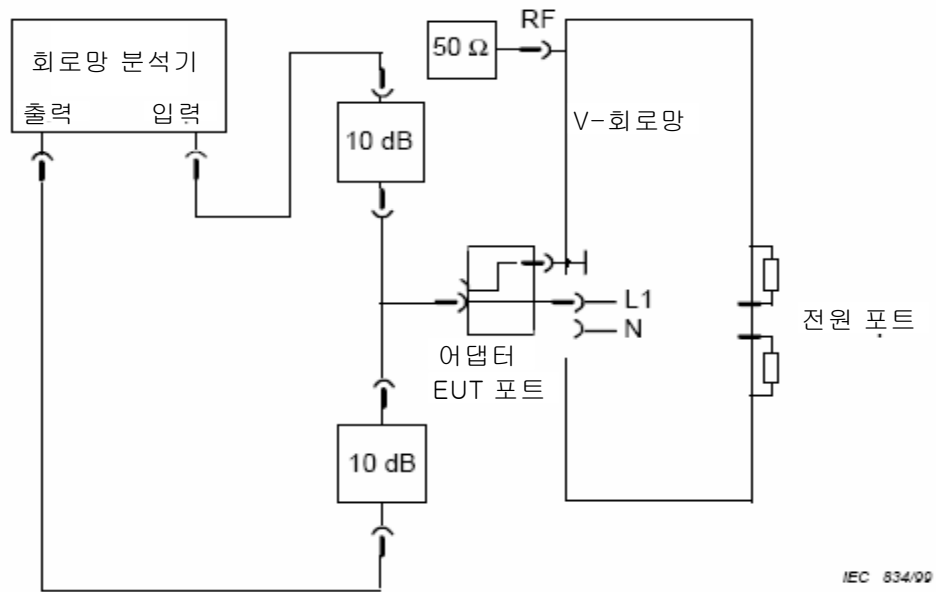 회로망 분석기
출력 입력
10 dB
50 Ω
RF
V-회로망
L1
N
어댑터
EUT 포트
전원 포트
10 dB
IEC 834/99